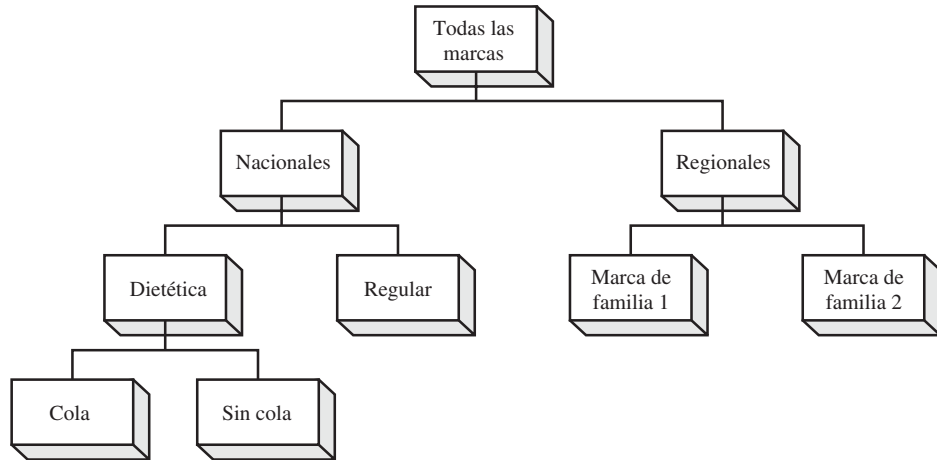 Todas las
marcas
Nacionales
Regionales
Dietética
Regular
Marca de
familia 1
Marca de
familia 2
Cola
Sin cola